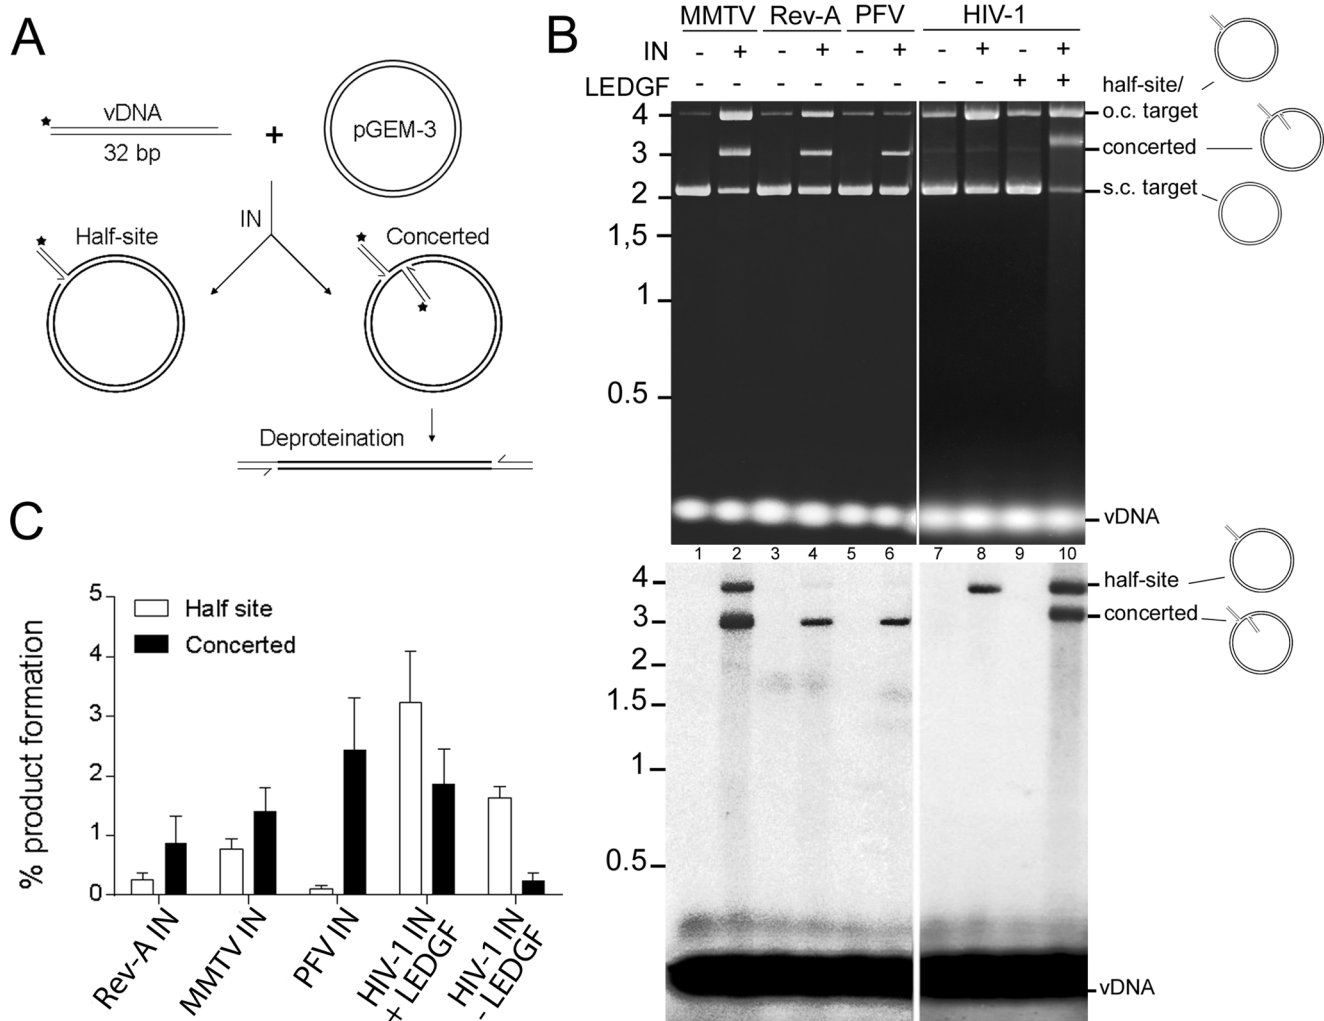 A
vDNA
32 bp
+
pGEM-3
IN
Half-site
Concerted
Deproteination
B
MMTV Rev-A PFV HIV-1
IN - + - + - + - + - +
LEDGF - - - - - - - - + +
4
3
2
1,5
1
0.5
half-site/
o.c. target
concerted
s.c. target
vDNA
1 2 3 4 5 6 7 8 9 10
4
3
2
1.5
1
0.5
half-site
concerted
vDNA
C
% product formation
5
4
3
2
1
0
Half site
Concerted
Rev-A IN
MMTV IN
PFV IN
HIV-1 IN
+ LEDGF
HIV-1 IN
- LEDGF